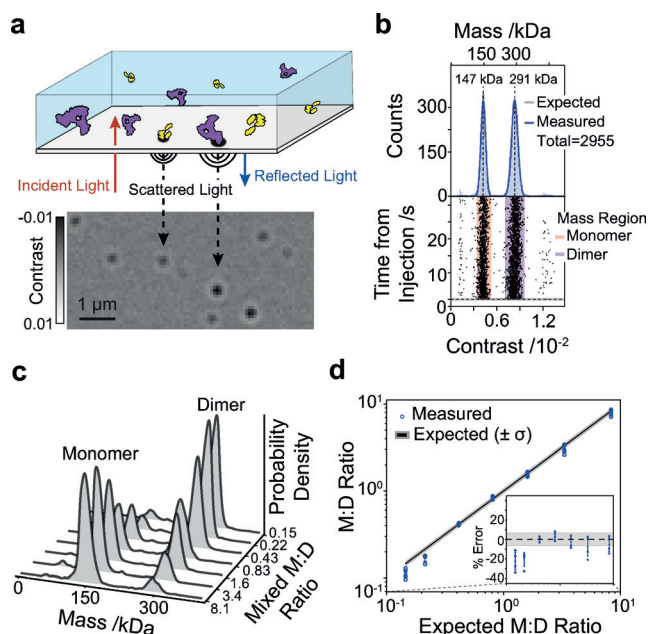 a
Incident Light
Scattered Light
Reflected Light
-0.01
Contrast
0.01
1 µm
b
Mass /kDa
150 300
147 kDa
291 kDa
Counts
300
150
0
Expected
Measured
Total=2955
Time from
Injection /s
20
10
0
Mass Region
Monomer
Dimer
0
0.6
1.2
Contrast /10-2
c
Monomer
Dimer
Probability
Density
0.15
0.22
0.43
0.83
1.6
3.4
8.1
Mixed M:D
Ratio
0
150
300
Mass /kDa
d
Measured
Expected (± σ)
M:D Ratio
10¹
10⁰
10⁻¹
% Error
20
0
-20
-40
10⁻¹
10⁰
10¹
Expected M:D Ratio